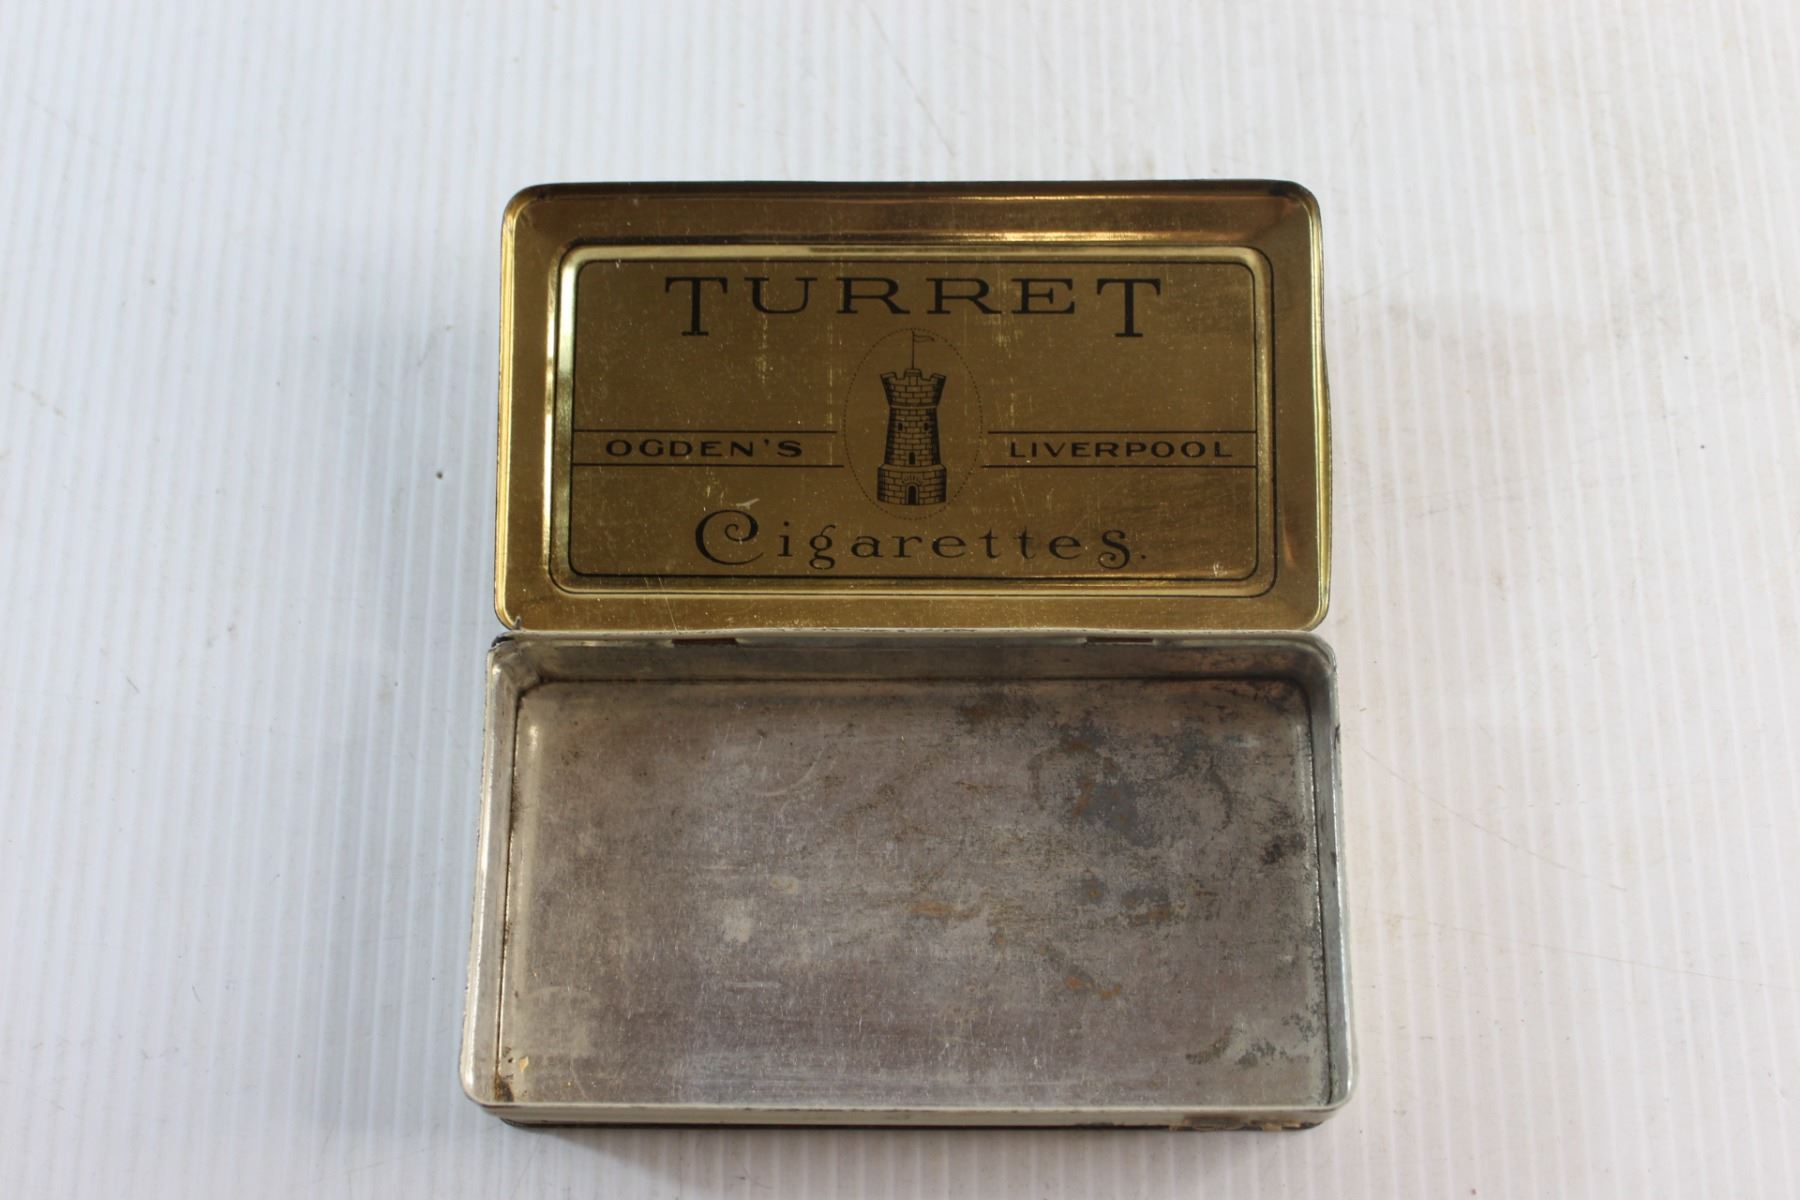 TURRET
OGDEN'S LIVERPOOL
Cigarettes.